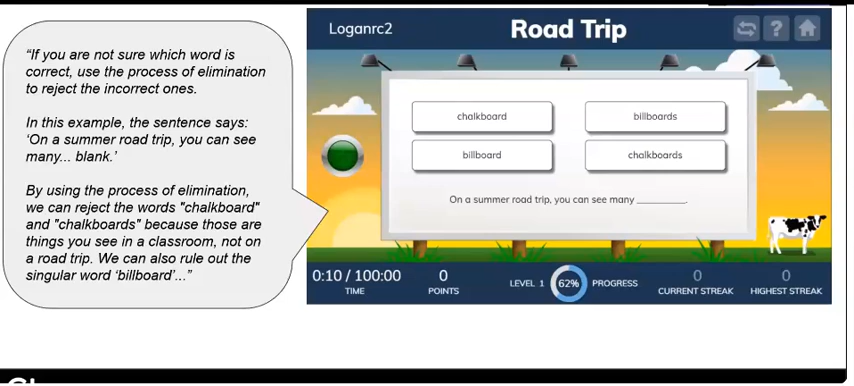 “If you are not sure which word is
correct, use the process of elimination
to reject the incorrect ones.
In this example, the sentence says:
‘On a summer road trip, you can see
many... blank.’
By using the process of elimination,
we can reject the words "chalkboard"
and "chalkboards" because those are
things you see in a classroom, not on
a road trip. We can also rule out the
singular word ‘billboard’...”
Loganrc2
Road Trip
?
chalkboard
billboards
billboard
chalkboards
On a summer road trip, you can see many __________.
0:10 / 100:00
TIME
0
POINTS
LEVEL 1
62%
PROGRESS
0
CURRENT STREAK
0
HIGHEST STREAK